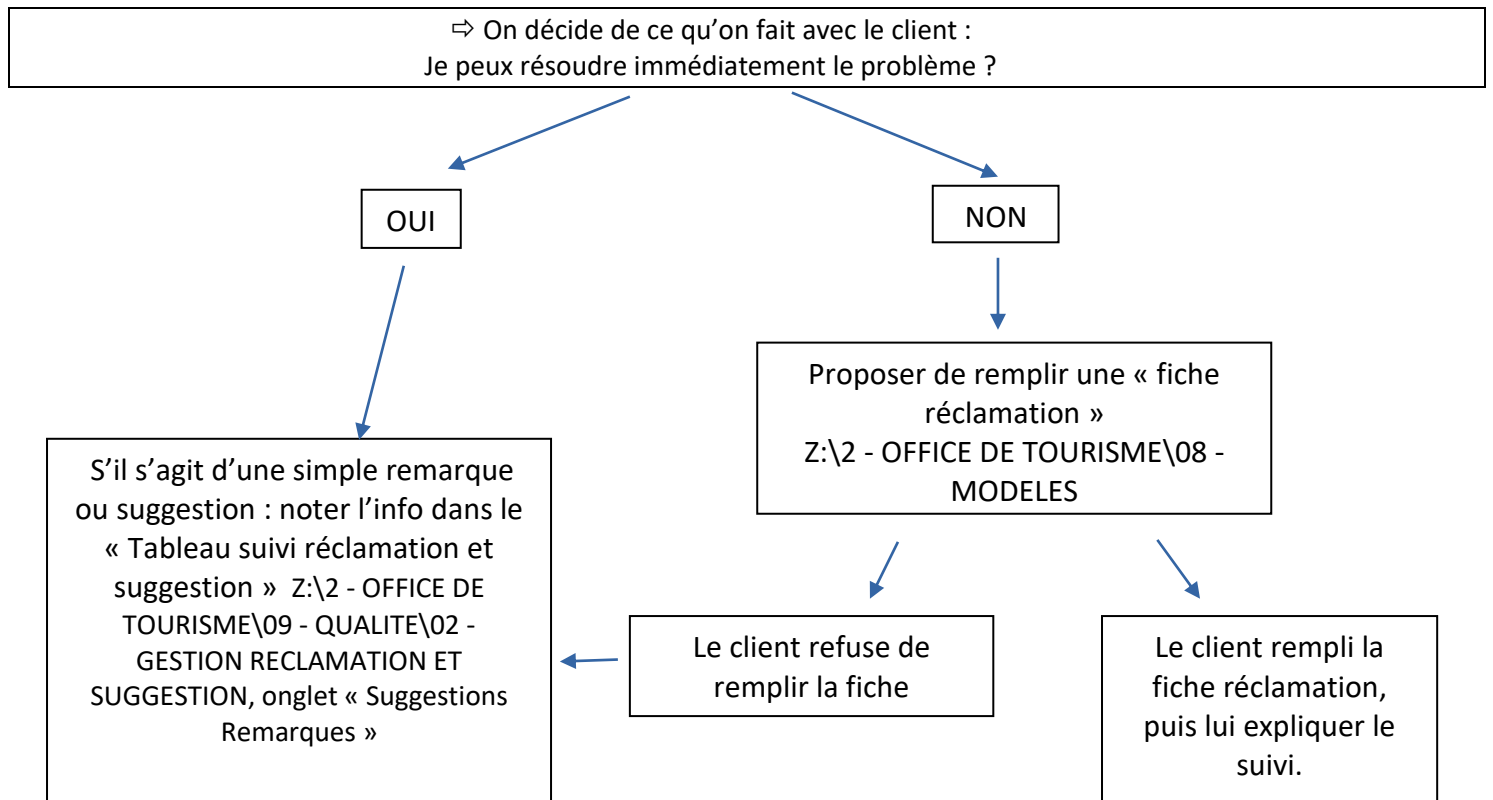 ⇨ On décide de ce qu’on fait avec le client :
Je peux résoudre immédiatement le problème ?
OUI
NON
Proposer de remplir une « fiche
réclamation »
Z:\2 - OFFICE DE TOURISME\08 -
MODELES
S’il s’agit d’une simple remarque
ou suggestion : noter l’info dans le
« Tableau suivi réclamation et
suggestion » Z:\2 - OFFICE DE
TOURISME\09 - QUALITE\02 -
GESTION RECLAMATION ET
SUGGESTION, onglet « Suggestions
Remarques »
Le client refuse de
remplir la fiche
Le client rempli la
fiche réclamation,
puis lui expliquer le
suivi.